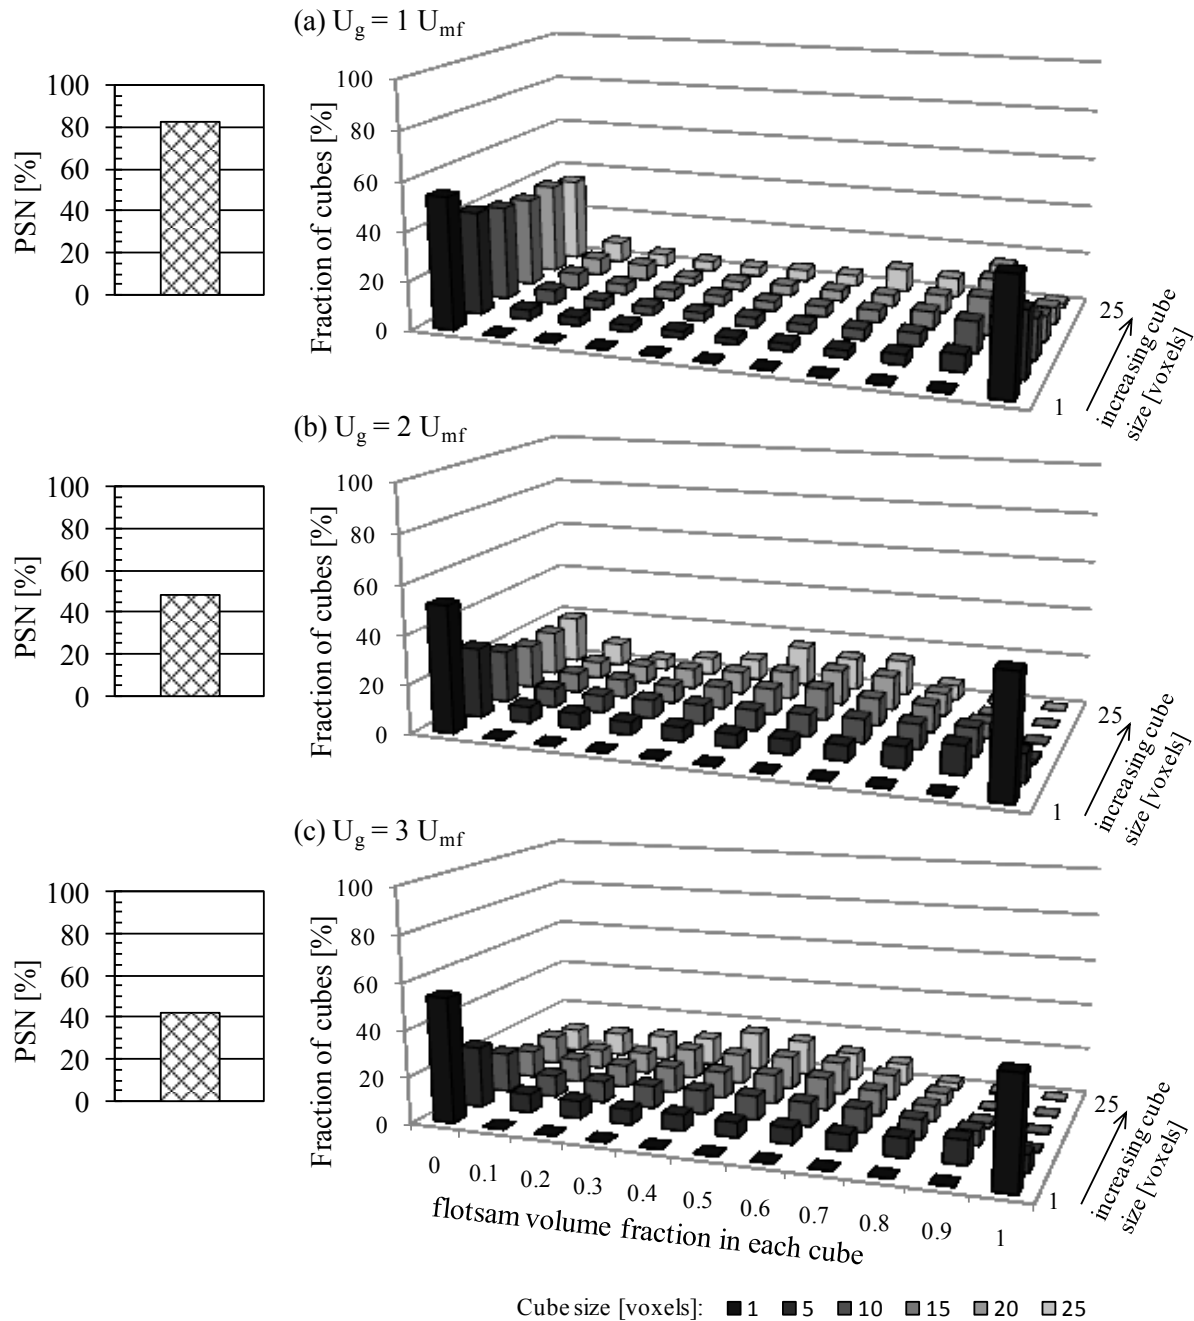 (a) Ug = 1 Umf
PSN [%]
100
80
60
40
20
0
Fraction of cubes [%]
100
80
60
40
20
0
25
1
increasing cube
size [voxels]
(b) Ug = 2 Umf
PSN [%]
100
80
60
40
20
0
Fraction of cubes [%]
100
80
60
40
20
0
25
1
increasing cube
size [voxels]
(c) Ug = 3 Umf
PSN [%]
100
80
60
40
20
0
Fraction of cubes [%]
100
80
60
40
20
0
25
1
increasing cube
size [voxels]
0 0.1 0.2 0.3 0.4 0.5 0.6 0.7 0.8 0.9 1
flotsam volume fraction in each cube
Cube size [voxels]: 1 5 10 15 20 25